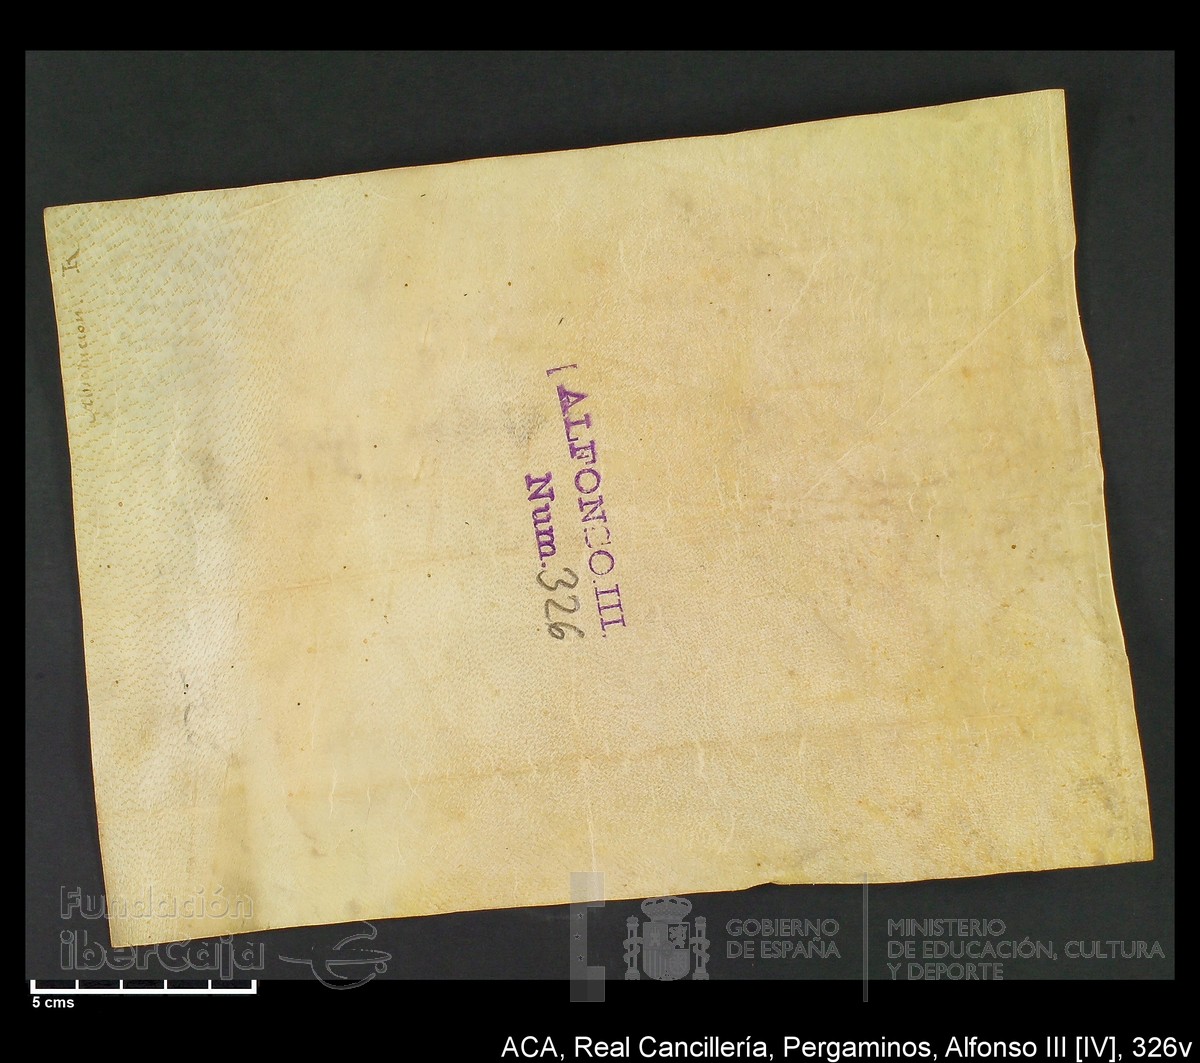 R
ALFONSO.III.
Num. 326
Fundación
iberCaja
GOBIERNO
DE ESPAÑA
MINISTERIO
DE EDUCACIÓN, CULTURA
Y DEPORTE
5 cms
ACA, Real Cancillería, Pergaminos, Alfonso III [IV], 326v